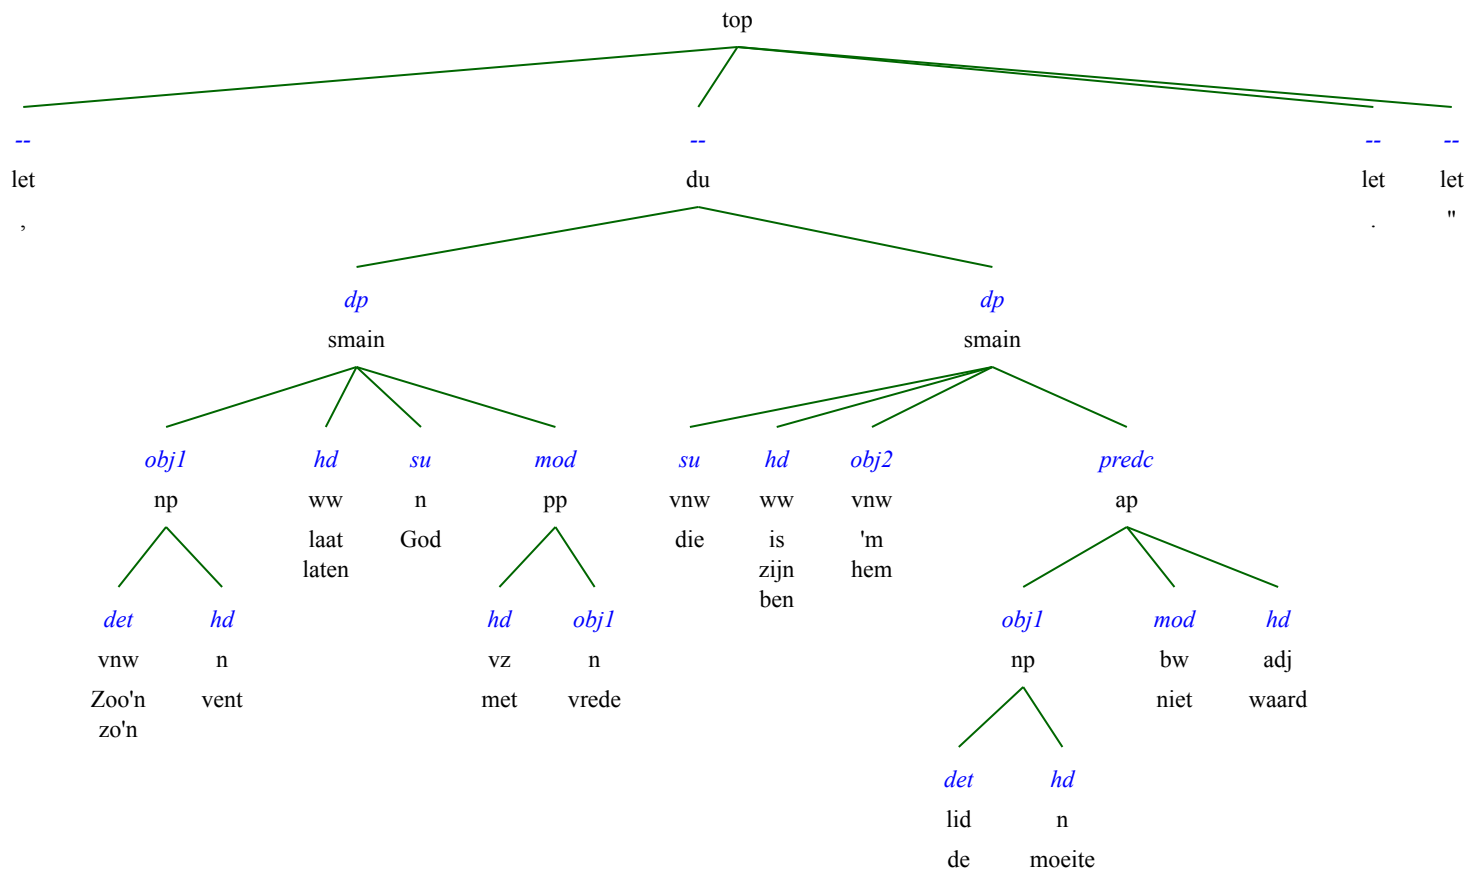 top
-- -- -- --
let du let let
, . "
dp dp
smain smain
obj1 hd su mod su hd obj2 predc
np ww n pp vnw ww vnw ap
laat God die is 'm
laten zijn hem
ben
det hd hd obj1 obj1 mod hd
vnw n vz n np bw adj
Zoo'n vent met vrede niet waard
zo'n
det hd
lid n
de moeite